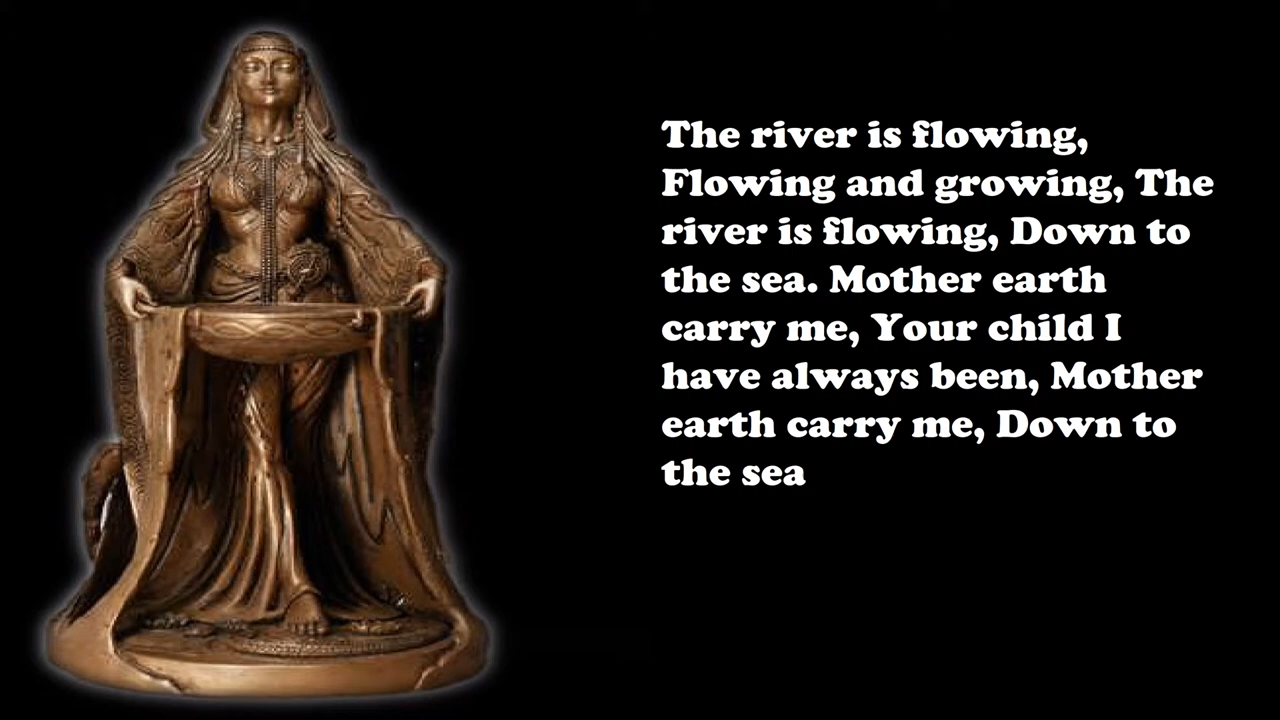 The river is flowing,
Flowing and growing, The
river is flowing, Down to
the sea. Mother earth
carry me, Your child I
have always been, Mother
earth carry me, Down to
the sea